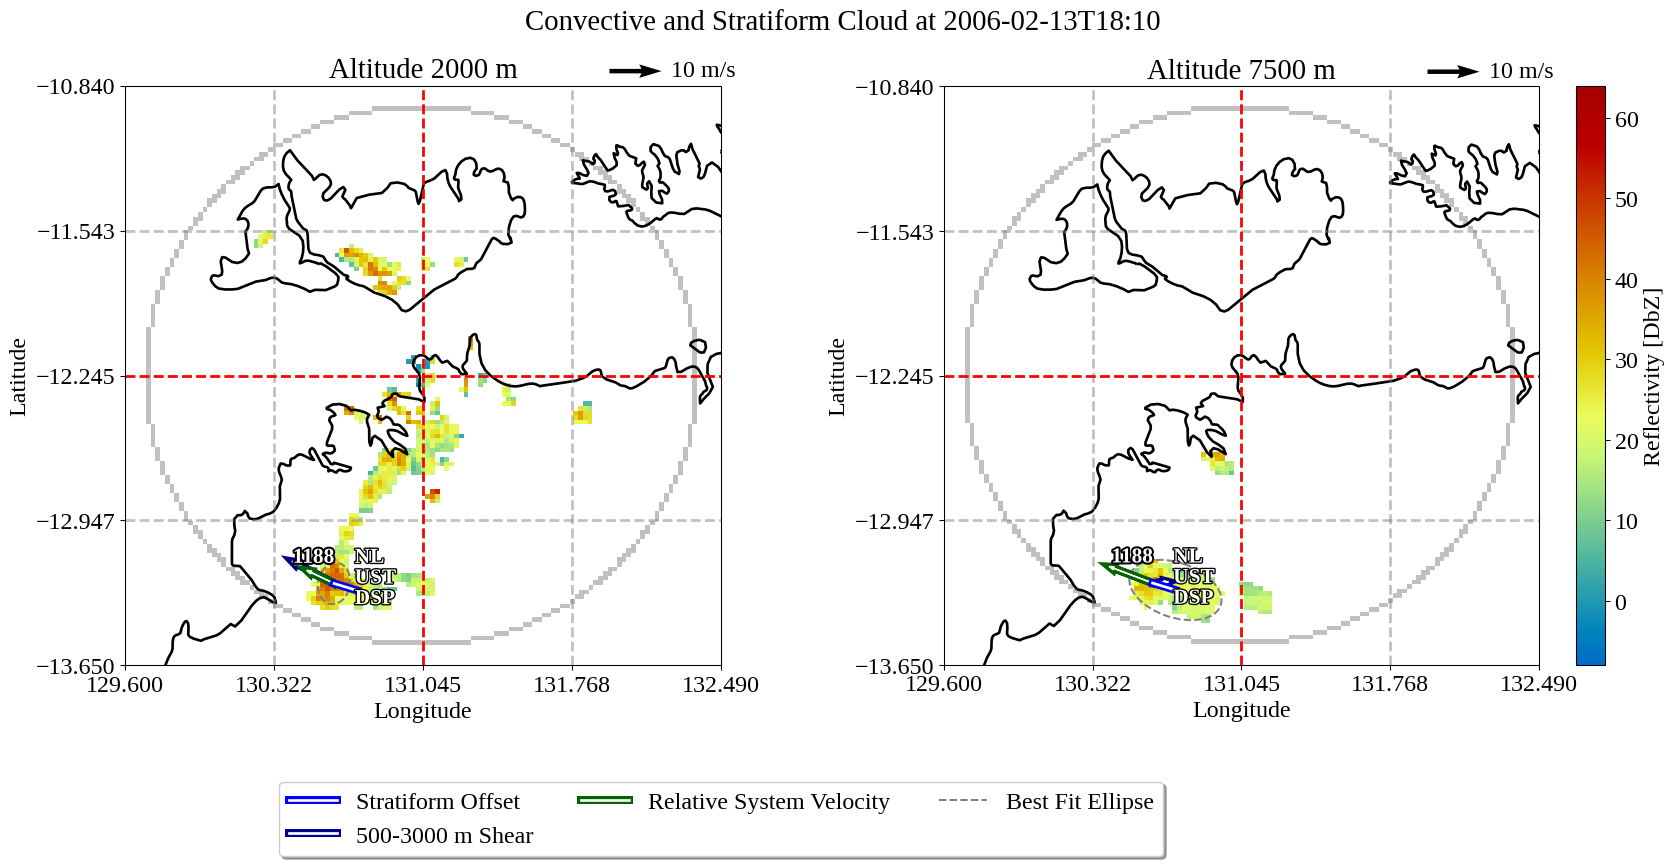 Convective and Stratiform Cloud at 2006-02-13T18:10
Altitude 2000 m
10 m/s
−10.840
−11.543
−12.245
−12.947
−13.650
Latitude
1188
NL
UST
DSP
129.600
130.322
131.045
131.768
132.490
Longitude
Altitude 7500 m
10 m/s
−10.840
−11.543
−12.245
−12.947
−13.650
Latitude
1188
NL
UST
DSP
129.600
130.322
131.045
131.768
132.490
Longitude
60
50
40
30
20
10
0
Reflectivity [DbZ]
Stratiform Offset
Relative System Velocity
Best Fit Ellipse
500-3000 m Shear